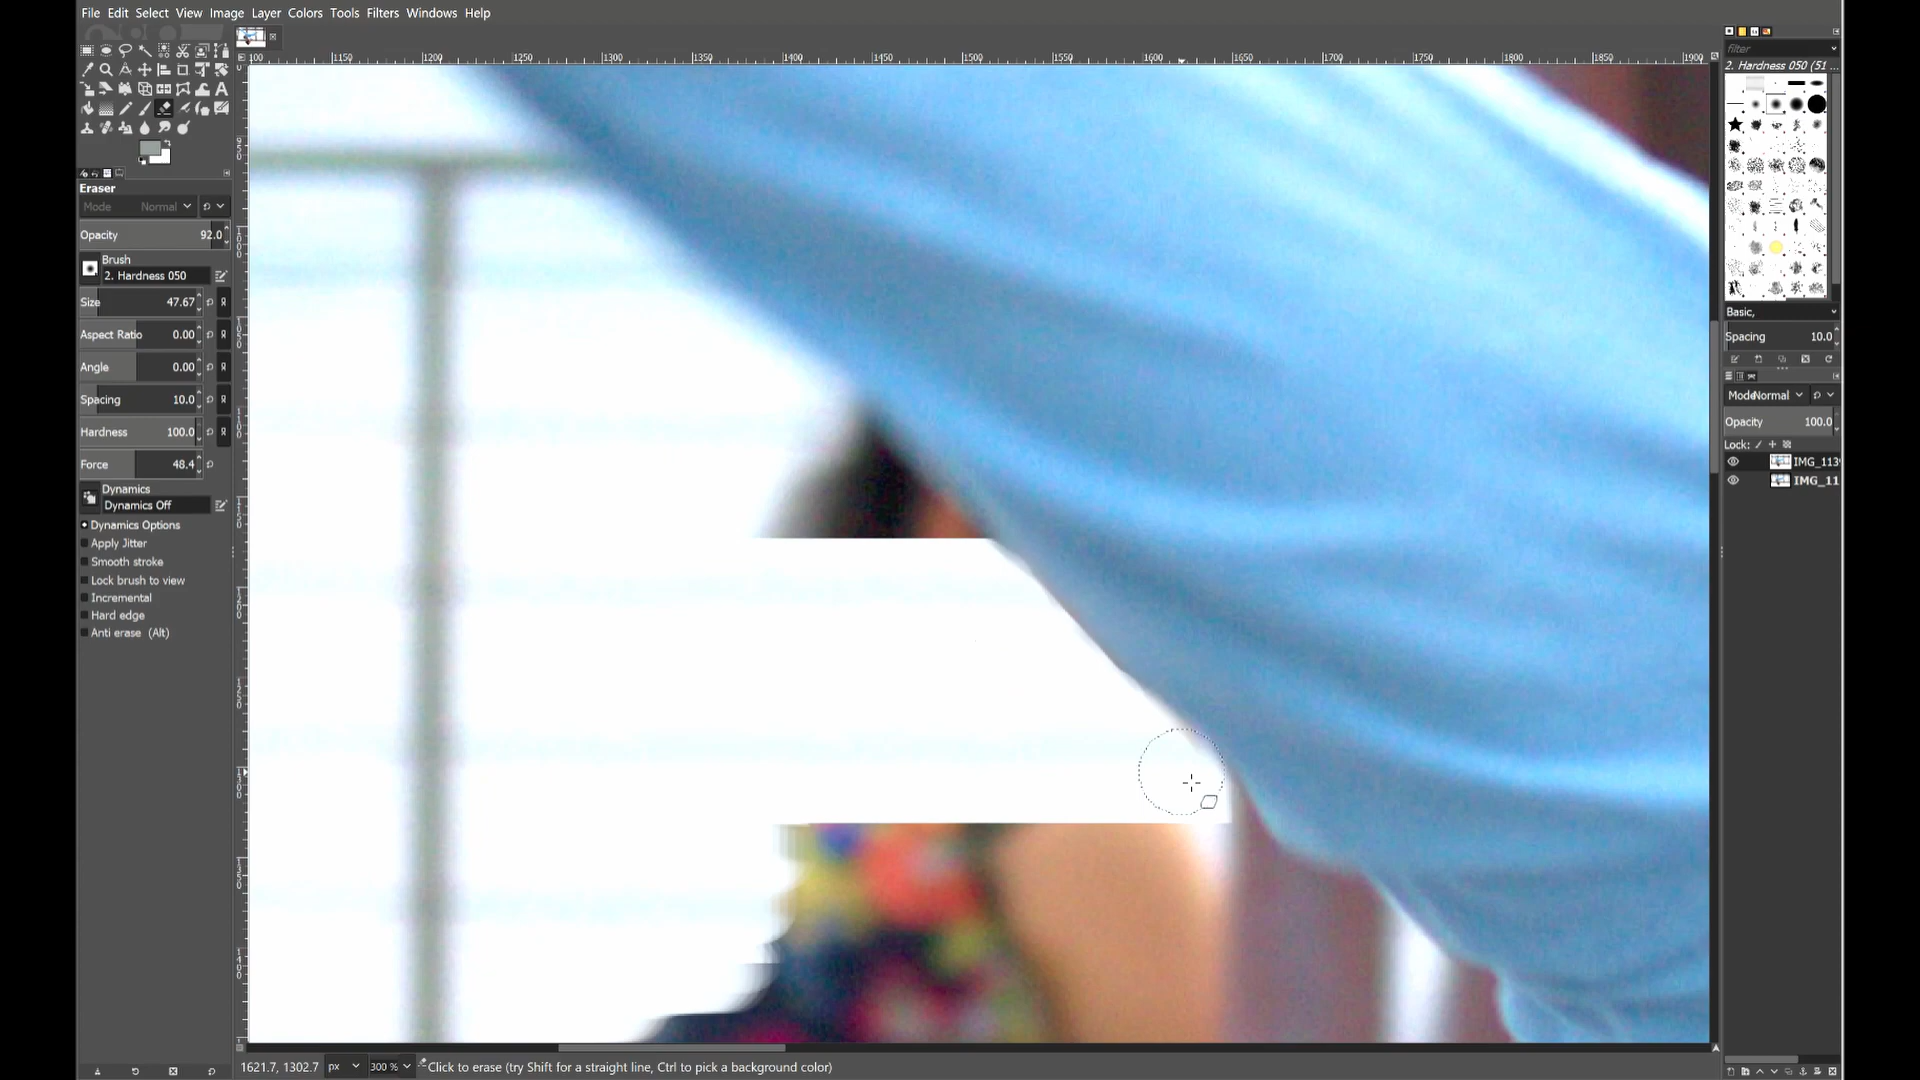 File Edit Select View Image Layer Colors Tools Filters Windows Help
filter
2. Hardness 050 (51 ...
Eraser
Mode Normal
Opacity 92.0
Brush
2. Hardness 050
Size 47.67
Aspect Ratio 0.00
Angle 0.00
Spacing 10.0
Hardness 100.0
Force 48.4
Dynamics
Dynamics Off
Dynamics Options
Apply Jitter
Smooth stroke
Lock brush to view
Incremental
Hard edge
Anti erase (Alt)
1150 1200 1250 1300 1350 1400 1450 1500 1550 1600 1650 1700 1750 1800 1850 1900
Basic,
Spacing 10.0
Mode Normal
Opacity 100.0
Lock:
IMG_113
IMG_11
1621.7, 1302.7 px 300 % Click to erase (try Shift for a straight line, Ctrl to pick a background color)